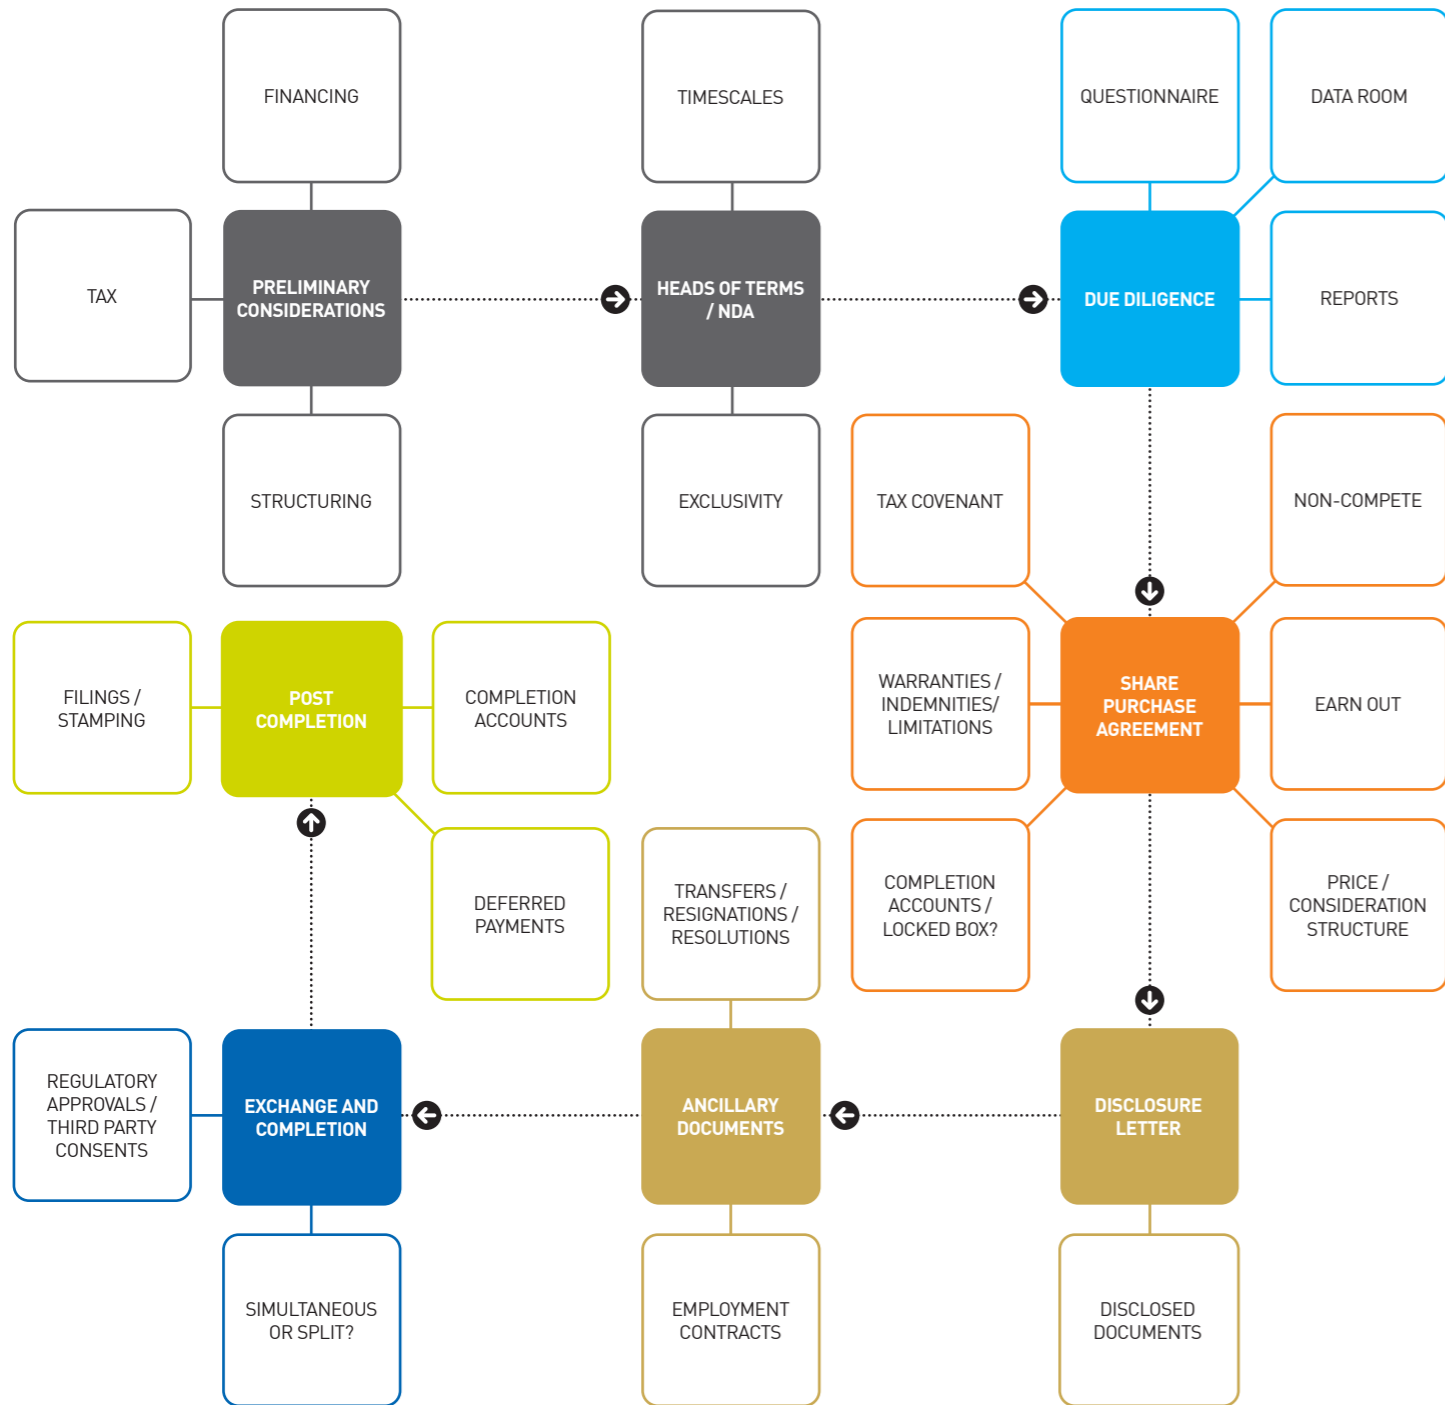 FINANCING
TIMESCALES
QUESTIONNAIRE
DATA ROOM
TAX
PRELIMINARY
CONSIDERATIONS
HEADS OF TERMS
/ NDA
DUE DILIGENCE
REPORTS
STRUCTURING
EXCLUSIVITY
TAX COVENANT
NON-COMPETE
FILINGS /
STAMPING
POST
COMPLETION
COMPLETION
ACCOUNTS
WARRANTIES /
INDEMNITIES/
LIMITATIONS
SHARE
PURCHASE
AGREEMENT
EARN OUT
DEFERRED
PAYMENTS
TRANSFERS /
RESIGNATIONS /
RESOLUTIONS
COMPLETION
ACCOUNTS /
LOCKED BOX?
PRICE /
CONSIDERATION
STRUCTURE
REGULATORY
APPROVALS /
THIRD PARTY
CONSENTS
EXCHANGE AND
COMPLETION
ANCILLARY
DOCUMENTS
DISCLOSURE
LETTER
SIMULTANEOUS
OR SPLIT?
EMPLOYMENT
CONTRACTS
DISCLOSED
DOCUMENTS